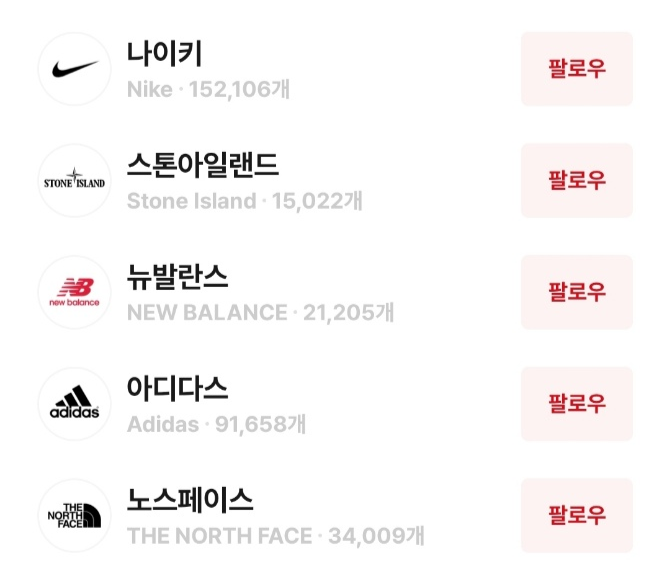 나이키
Nike · 152,106개
팔로우
STONE ISLAND
스톤아일랜드
Stone Island · 15,022개
팔로우
NB
new balance
뉴발란스
NEW BALANCE · 21,205개
팔로우
adidas
아디다스
Adidas · 91,658개
팔로우
THE
NORTH
FACE
노스페이스
THE NORTH FACE · 34,009개
팔로우